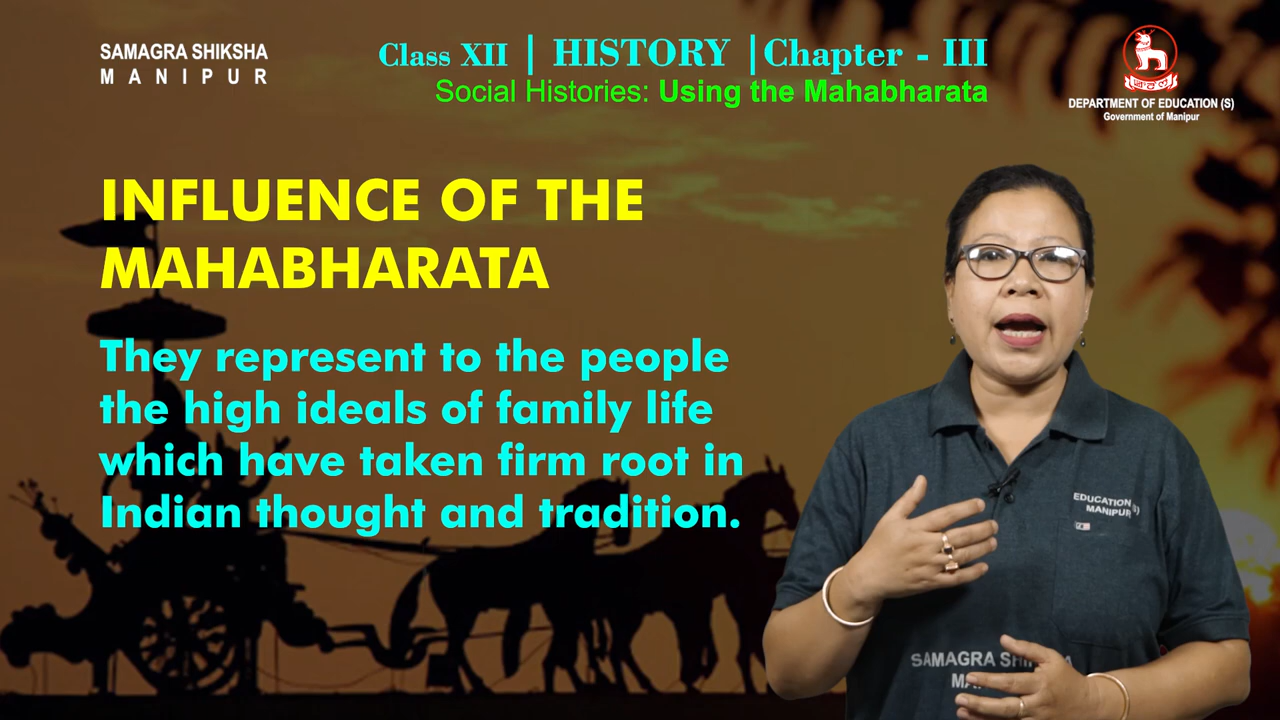 SAMAGRA SHIKSHA
MANIPUR
Class XII | HISTORY | Chapter - III
Social Histories: Using the Mahabharata
DEPARTMENT OF EDUCATION (S)
Government of Manipur
INFLUENCE OF THE
MAHABHARATA
They represent to the people
the high ideals of family life
which have taken firm root in
Indian thought and tradition.
EDUCATION (S)
MANIPUR
SAMAGRA